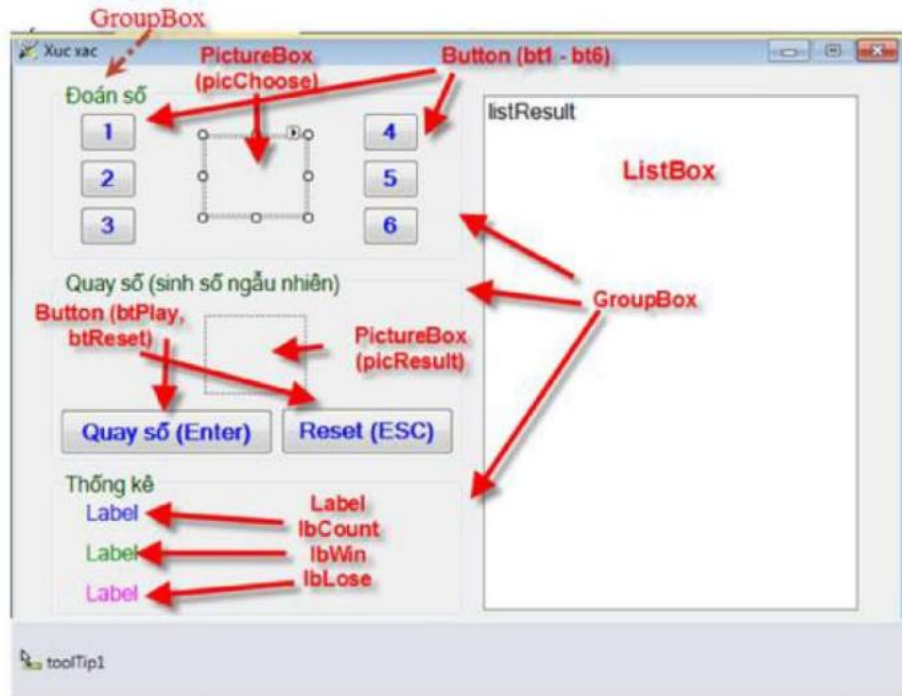 GroupBox
Xuc xac
PictureBox
(picChoose)
Button (bt1 - bt6)
Đoán số
1
2
3
4
5
6
listResult
ListBox
Quay số (sinh số ngẫu nhiên)
Button (btPlay,
btReset)
PictureBox
(picResult)
GroupBox
Quay số (Enter)
Reset (ESC)
Thống kê
Label
Label
Label
Label
lbCount
lbWin
lbLose
toolTip1